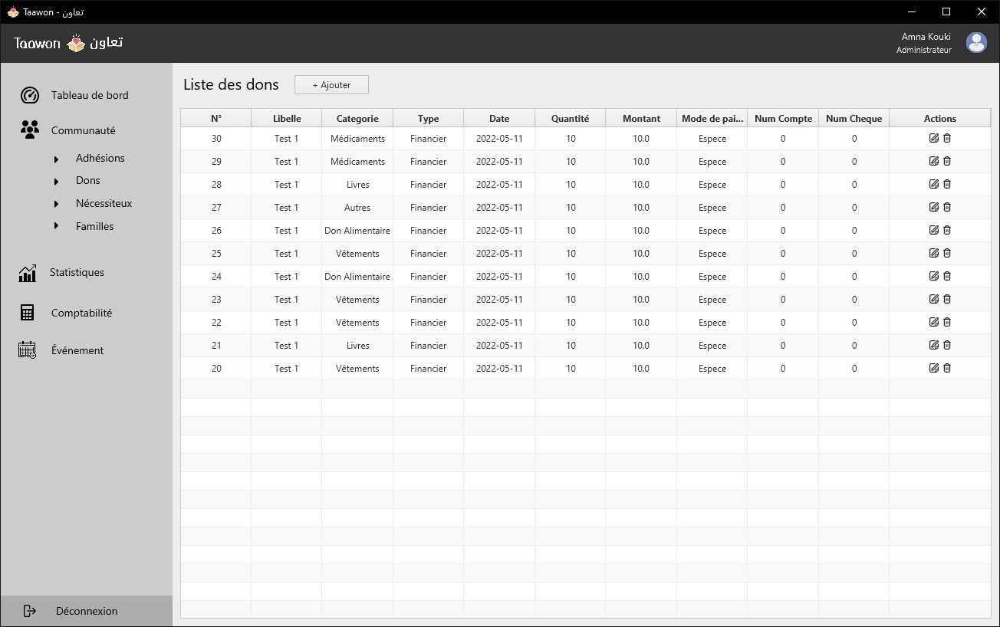 Taawon - تعاون
Taawon تعاون
Amna Kouki
Administrateur
Tableau de bord
Communauté
Adhésions
Dons
Nécessiteux
Familles
Statistiques
Comptabilité
Événement
Déconnexion
Liste des dons + Ajouter
N° Libelle Categorie Type Date Quantité Montant Mode de pai... Num Compte Num Cheque Actions
30 Test 1 Médicaments Financier 2022-05-11 10 10.0 Espece 0 0
29 Test 1 Médicaments Financier 2022-05-11 10 10.0 Espece 0 0
28 Test 1 Livres Financier 2022-05-11 10 10.0 Espece 0 0
27 Test 1 Autres Financier 2022-05-11 10 10.0 Espece 0 0
26 Test 1 Don Alimentaire Financier 2022-05-11 10 10.0 Espece 0 0
25 Test 1 Vêtements Financier 2022-05-11 10 10.0 Espece 0 0
24 Test 1 Don Alimentaire Financier 2022-05-11 10 10.0 Espece 0 0
23 Test 1 Vêtements Financier 2022-05-11 10 10.0 Espece 0 0
22 Test 1 Vêtements Financier 2022-05-11 10 10.0 Espece 0 0
21 Test 1 Livres Financier 2022-05-11 10 10.0 Espece 0 0
20 Test 1 Vêtements Financier 2022-05-11 10 10.0 Espece 0 0